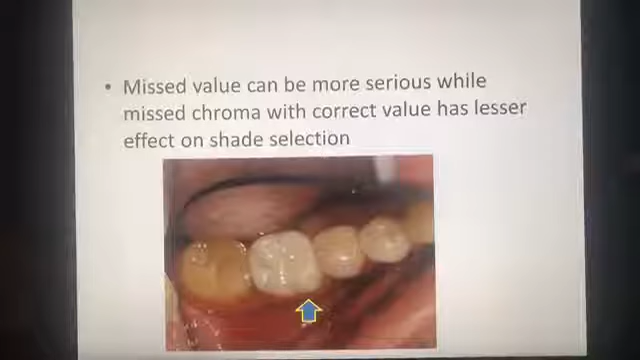 • Missed value can be more serious while
missed chroma with correct value has lesser
effect on shade selection